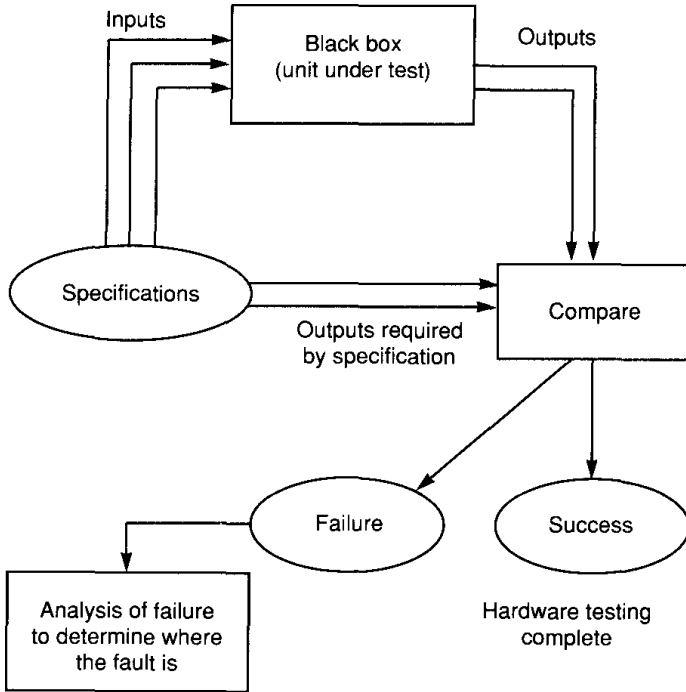 Inputs
Black box
(unit under test)
Outputs
Specifications
Outputs required
by specification
Compare
Failure
Success
Analysis of failure
to determine where
the fault is
Hardware testing
complete